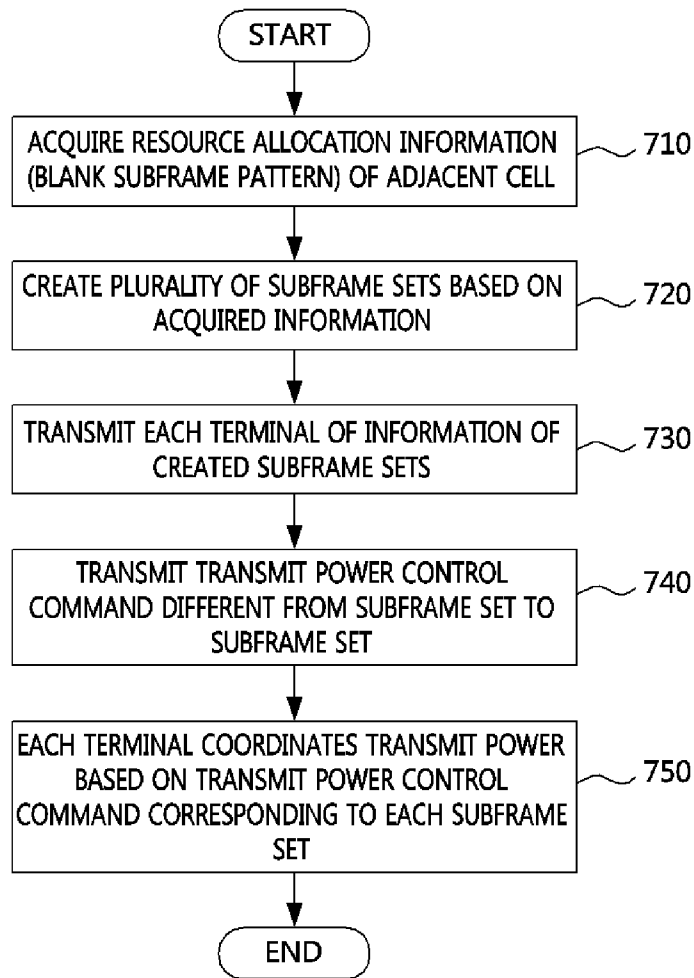 START
ACQUIRE RESOURCE ALLOCATION INFORMATION
(BLANK SUBFRAME PATTERN) OF ADJACENT CELL
710
CREATE PLURALITY OF SUBFRAME SETS BASED ON
ACQUIRED INFORMATION
720
TRANSMIT EACH TERMINAL OF INFORMATION OF
CREATED SUBFRAME SETS
730
TRANSMIT TRANSMIT POWER CONTROL
COMMAND DIFFERENT FROM SUBFRAME SET TO
SUBFRAME SET
740
EACH TERMINAL COORDINATES TRANSMIT POWER
BASED ON TRANSMIT POWER CONTROL
COMMAND CORRESPONDING TO EACH SUBFRAME
SET
750
END